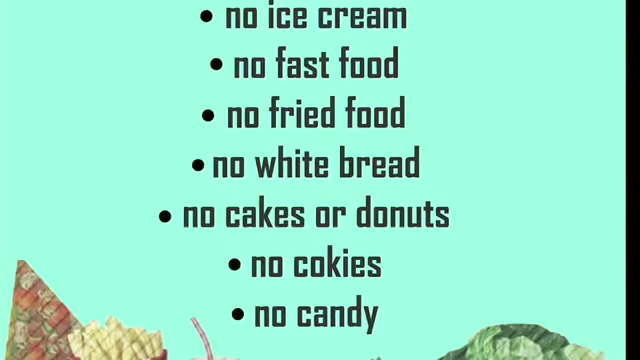 • no ice cream
• no fast food
• no fried food
• no white bread
• no cakes or donuts
• no cokies
• no candy